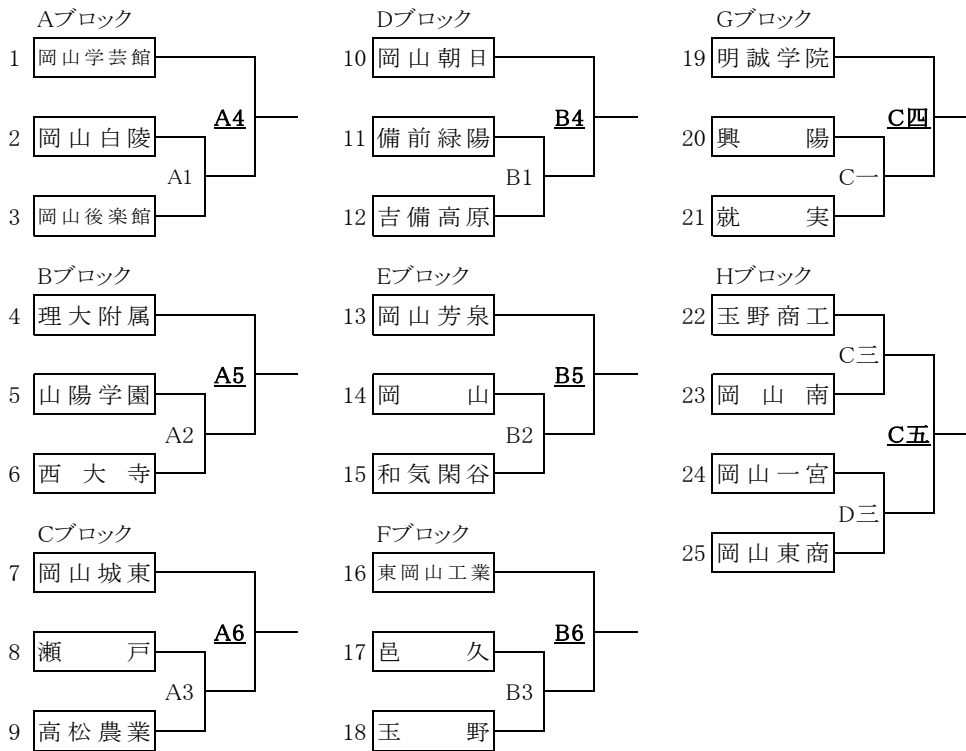 Aブロック
1 岡山学芸館
A4
2 岡山白陵
A1
3 岡山後楽館
Bブロック
4 理大附属
A5
5 山陽学園
A2
6 西大寺
Cブロック
7 岡山城東
A6
8 瀬戸
A3
9 高松農業
Dブロック
10 岡山朝日
B4
11 備前緑陽
B1
12 吉備高原
Eブロック
13 岡山芳泉
B5
14 岡山
B2
15 和気閑谷
Fブロック
16 東岡山工業
B6
17 邑久
B3
18 玉野
Gブロック
19 明誠学院
C四
20 興陽
C一
21 就実
Hブロック
22 玉野商工
C三
23 岡山南
C五
24 岡山一宮
D三
25 岡山東商